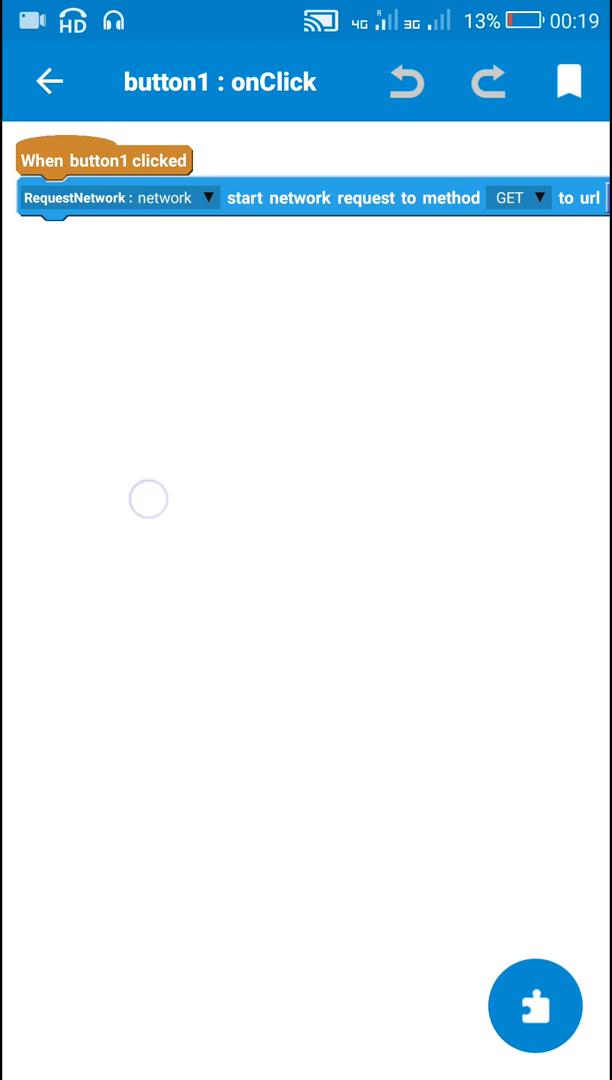 HD 4G R 3G 13% 00:19
button1 : onClick
When button1 clicked
RequestNetwork : network ▼ start network request to method GET ▼ to url